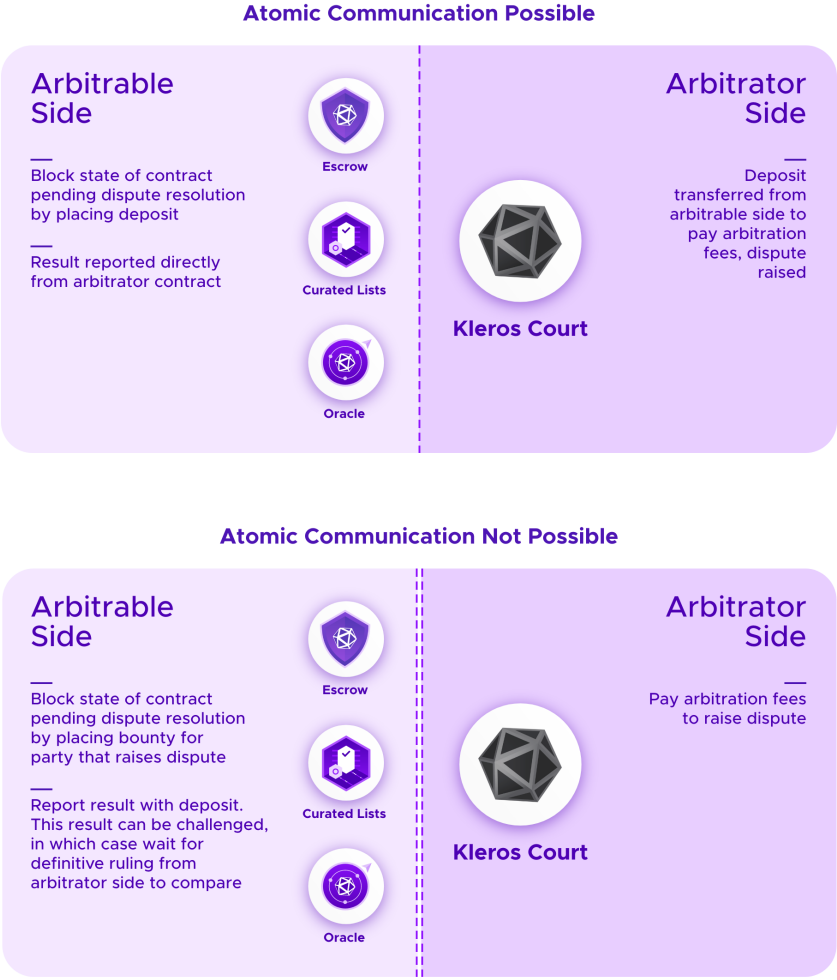 Atomic Communication Possible
Arbitrable
Side
Block state of contract
pending dispute resolution
by placing deposit
Result reported directly
from arbitrator contract
Escrow
Curated Lists
Oracle
Kleros Court
Arbitrator
Side
Deposit
transferred from
arbitrable side to
pay arbitration
fees, dispute
raised
Atomic Communication Not Possible
Arbitrable
Side
Block state of contract
pending dispute resolution
by placing bounty for
party that raises dispute
Report result with deposit.
This result can be challenged,
in which case wait for
definitive ruling from
arbitrator side to compare
Escrow
Curated Lists
Oracle
Kleros Court
Arbitrator
Side
Pay arbitration fees
to raise dispute